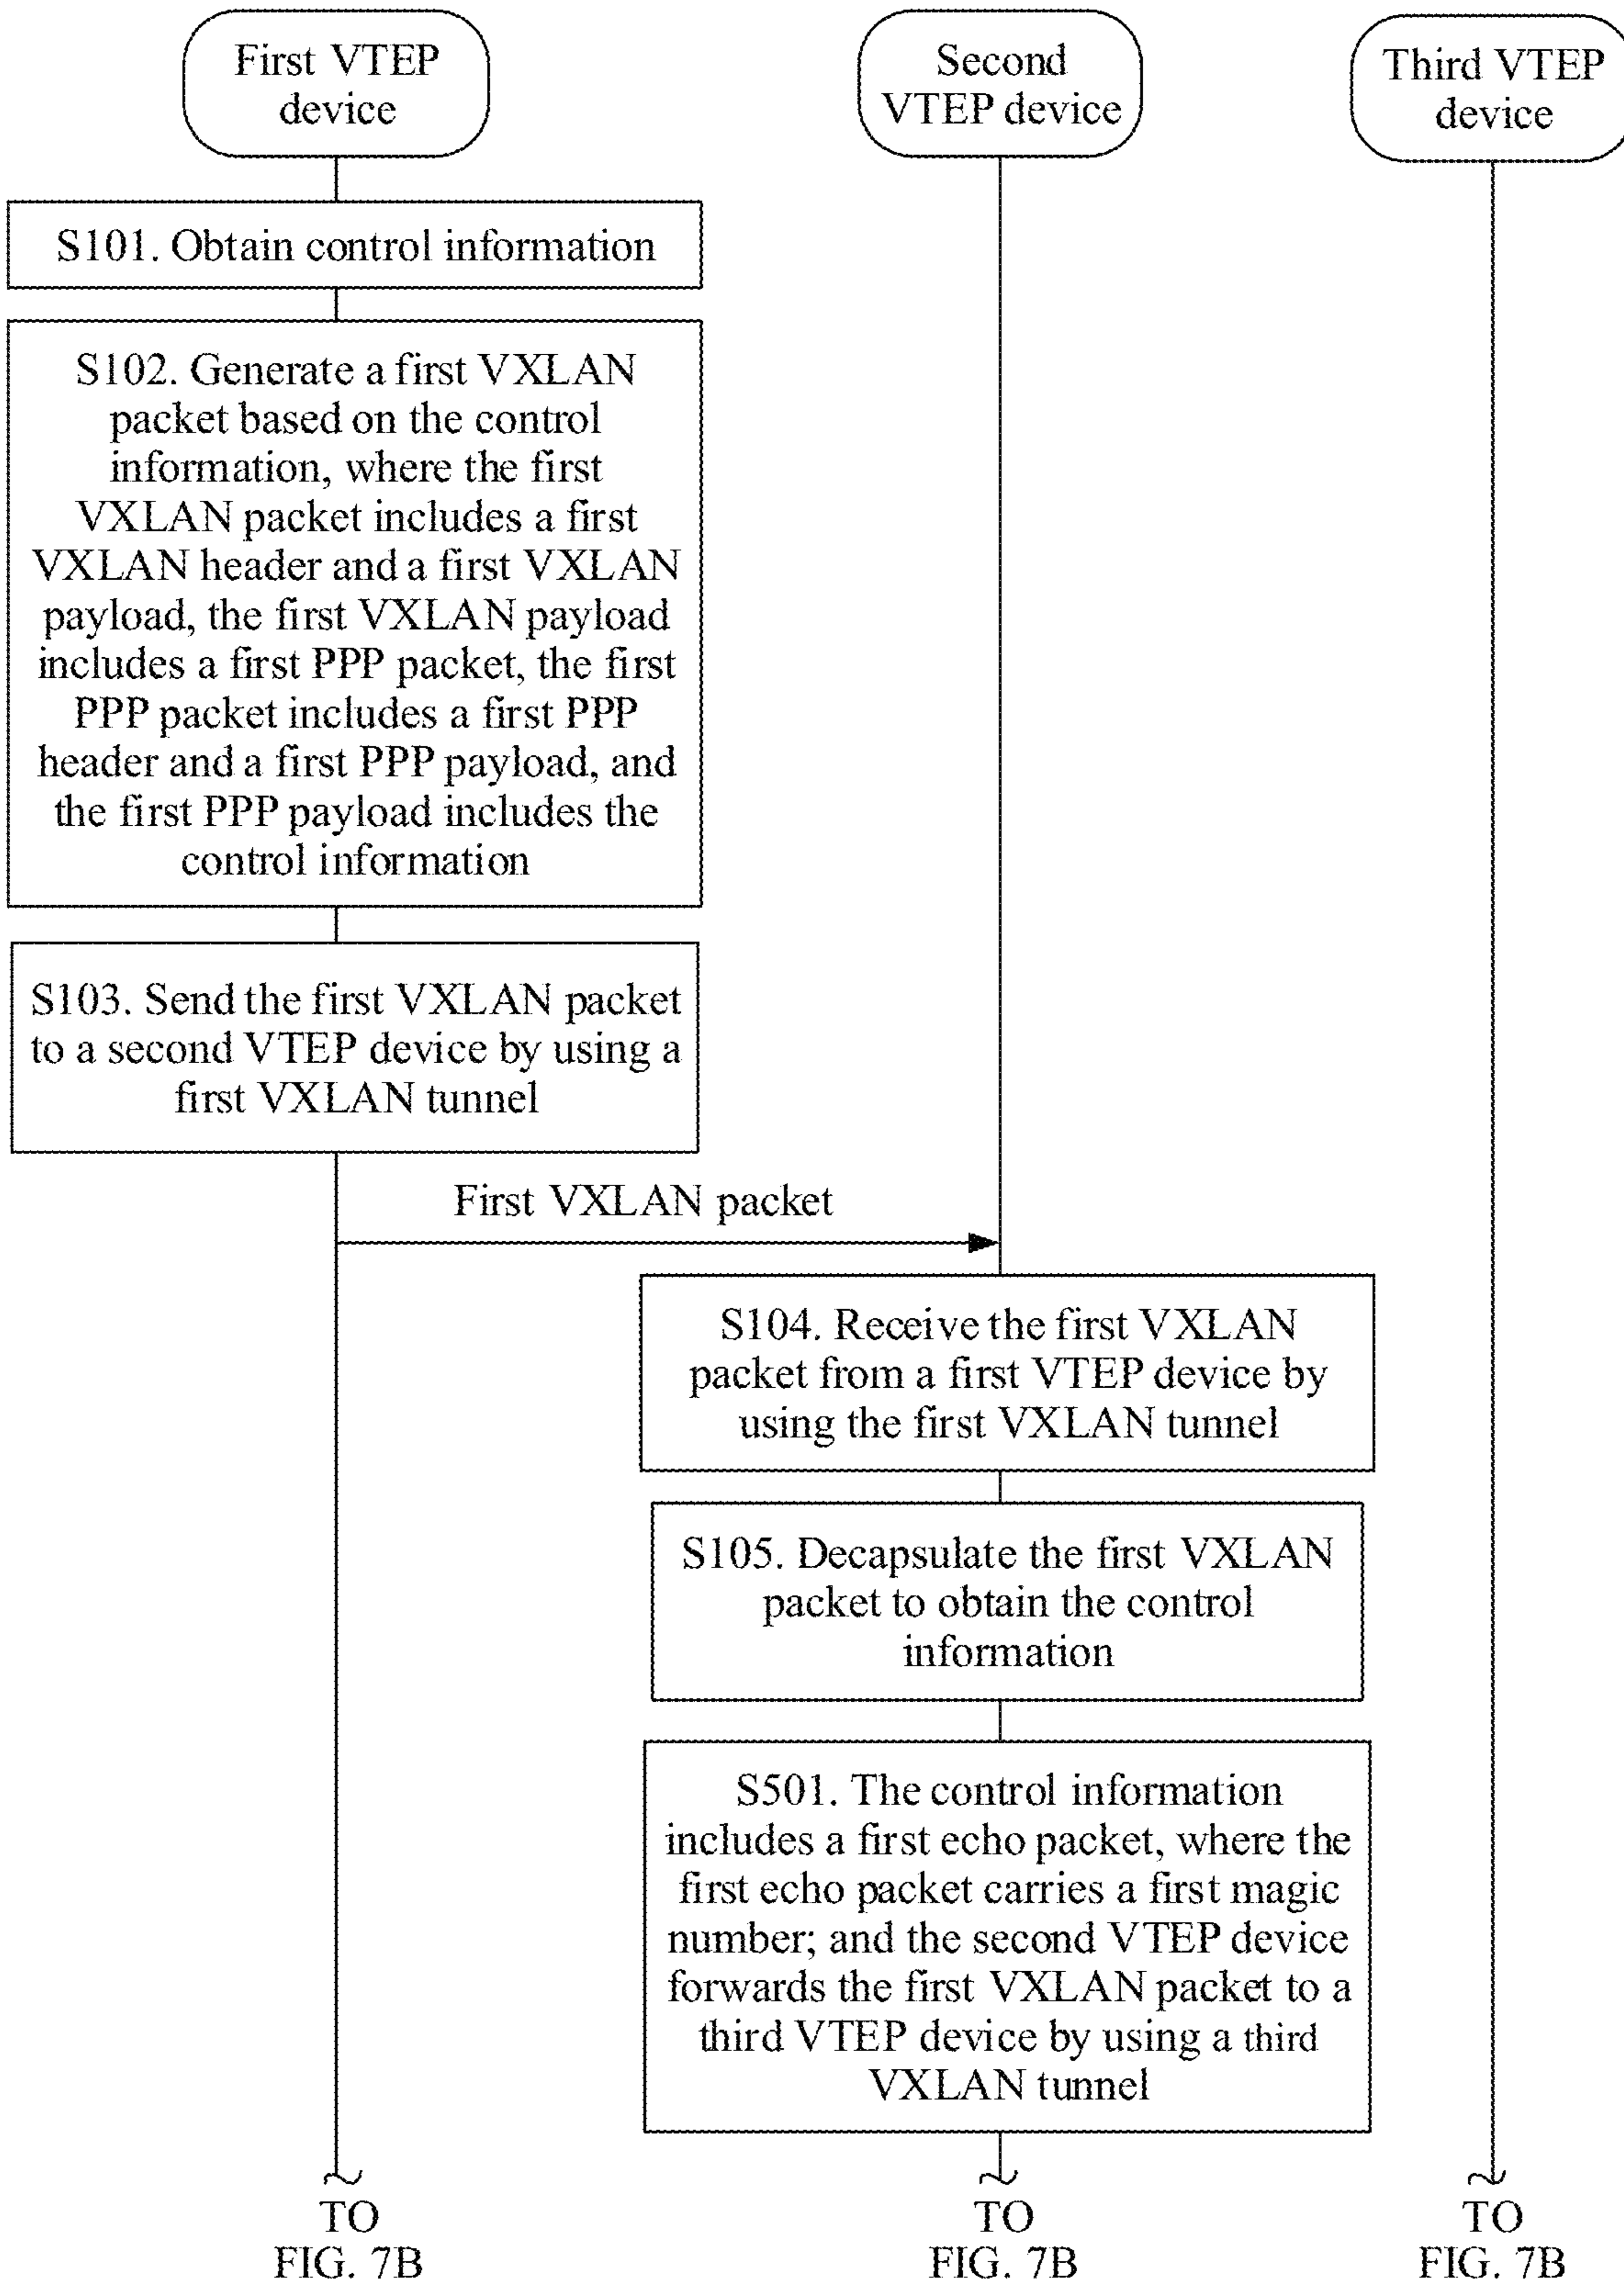 First VTEP
device
Second
VTEP device
Third VTEP
device
S101. Obtain control information
S102. Generate a first VXLAN
packet based on the control
information, where the first
VXLAN packet includes a first
VXLAN header and a first VXLAN
payload, the first VXLAN payload
includes a first PPP packet, the first
PPP packet includes a first PPP
header and a first PPP payload, and
the first PPP payload includes the
control information
S103. Send the first VXLAN packet
to a second VTEP device by using a
first VXLAN tunnel
First VXLAN packet
S104. Receive the first VXLAN
packet from a first VTEP device by
using the first VXLAN tunnel
S105. Decapsulate the first VXLAN
packet to obtain the control
information
S501. The control information
includes a first echo packet, where the
first echo packet carries a first magic
number; and the second VTEP device
forwards the first VXLAN packet to a
third VTEP device by using a third
VXLAN tunnel
TO
FIG. 7B
TO
FIG. 7B
TO
FIG. 7B